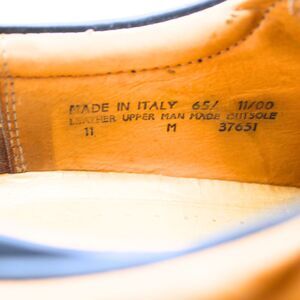 MADE IN ITALY 65/ 11/00
LEATHER UPPER MAN MADE OUTSOLE
11 M 37651